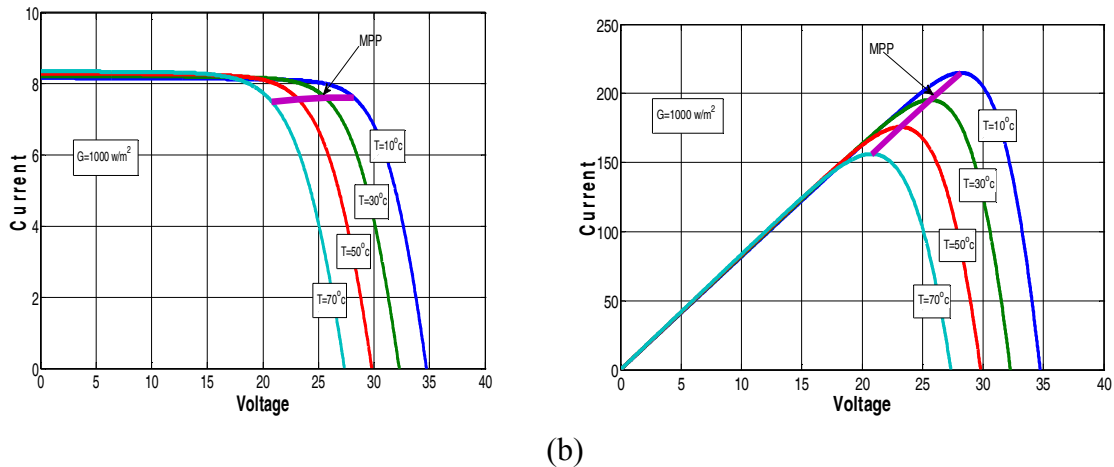 10
8
6
4
2
0
Current
MPP
G=1000 w/m²
T=10°c
T=30°c
T=50°c
T=70°c
0 5 10 15 20 25 30 35 40
Voltage
250
200
150
100
50
0
Current
MPP
G=1000 w/m²
T=10°c
T=30°c
T=50°c
T=70°c
0 5 10 15 20 25 30 35 40
Voltage
(b)